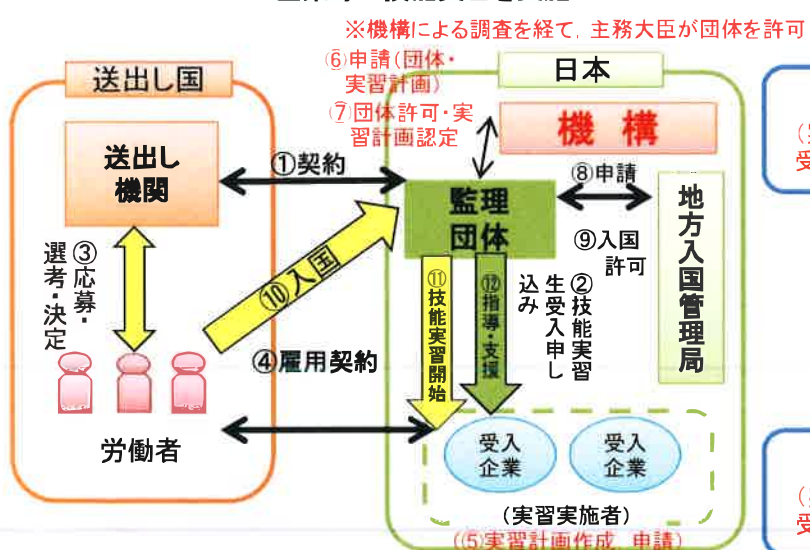 ※機構による調査を経て，主務大臣が団体を許可
⑥申請(団体・
実習計画)
⑦団体許可・実
習計画認定
送出し国
日本
機 構
送出し
機関
①契約
監理
団体
⑧申請
⑨入国
許可
地方入国管理局
③応募・
選考・決定
⑩入国
⑪技能実習開始
⑫指導・支援
②技能実習
生受入申し
込み
④雇用契約
労働者
受入
企業
受入
企業
(実習実施者)
(⑤実習計画作成，申請)
受
受